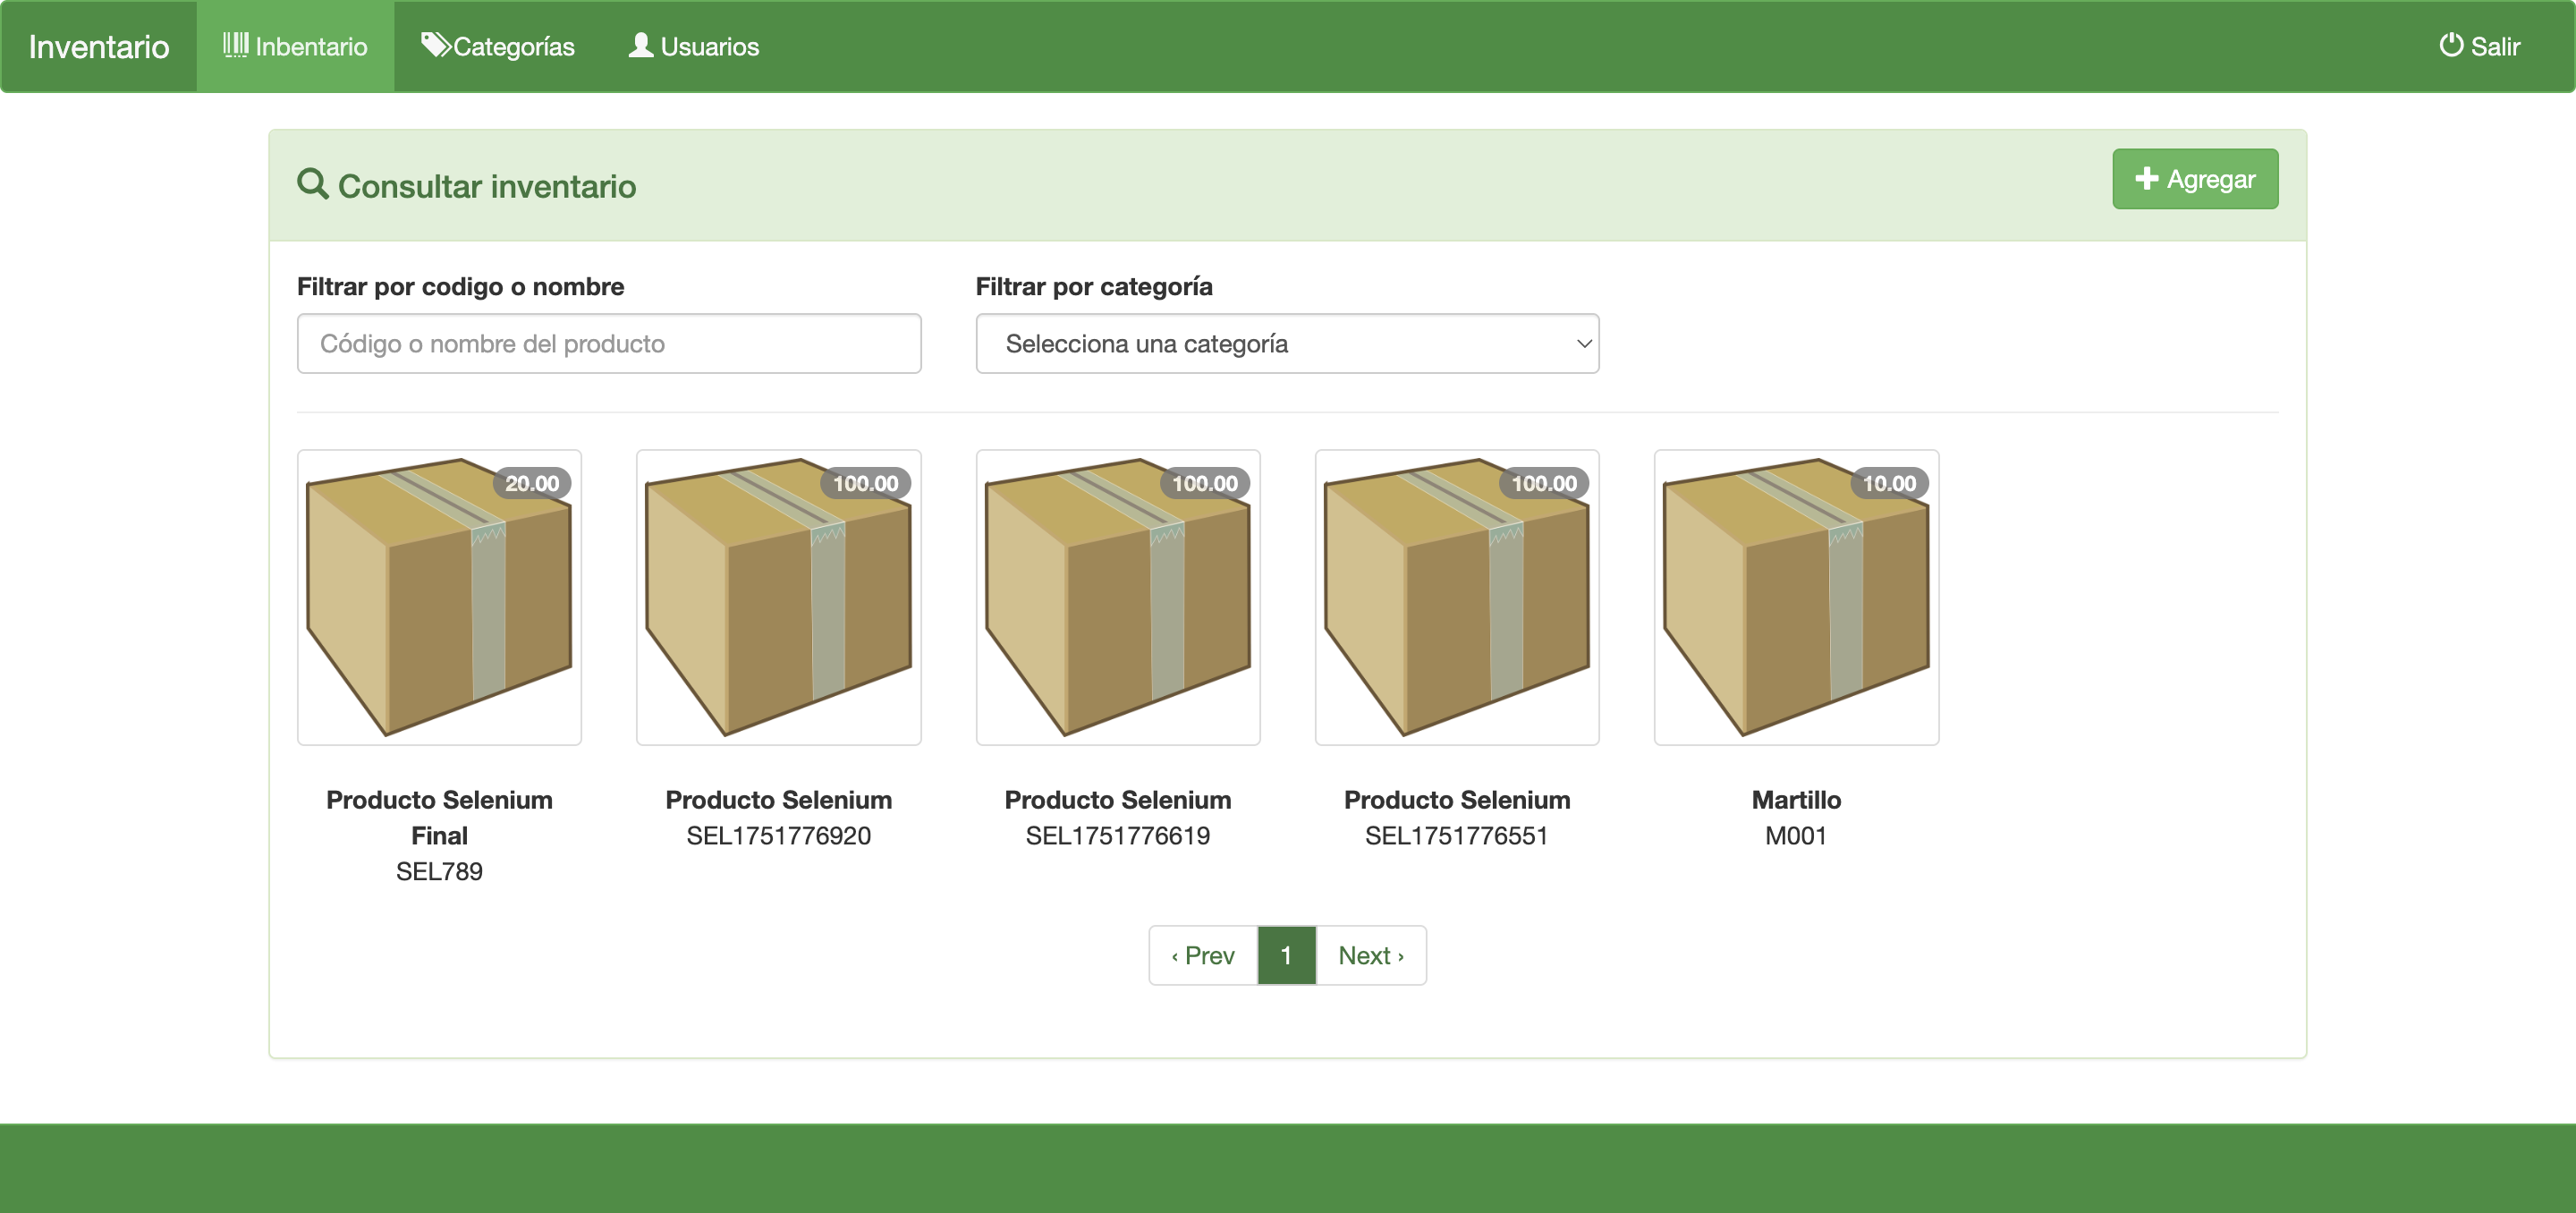 Inventario
Inbentario
Categorías
Usuarios
Salir
Consultar inventario
Agregar
Filtrar por codigo o nombre
Filtrar por categoría
Código o nombre del producto
Selecciona una categoría
20.00
100.00
100.00
100.00
10.00
Producto Selenium
Final
SEL789
Producto Selenium
SEL1751776920
Producto Selenium
SEL1751776619
Producto Selenium
SEL1751776551
Martillo
M001
‹ Prev
1
Next ›